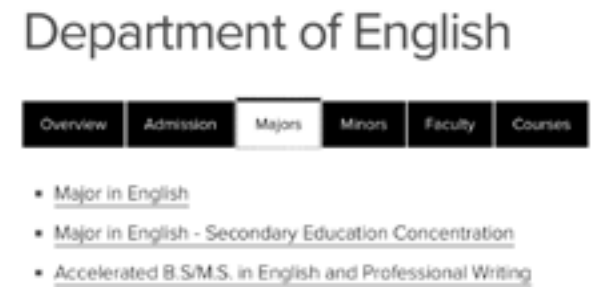 Department of English
Overview Admission Majors Minors Faculty Courses
Major in English
Major in English - Secondary Education Concentration
Accelerated B.S/M.S. in English and Professional Writing